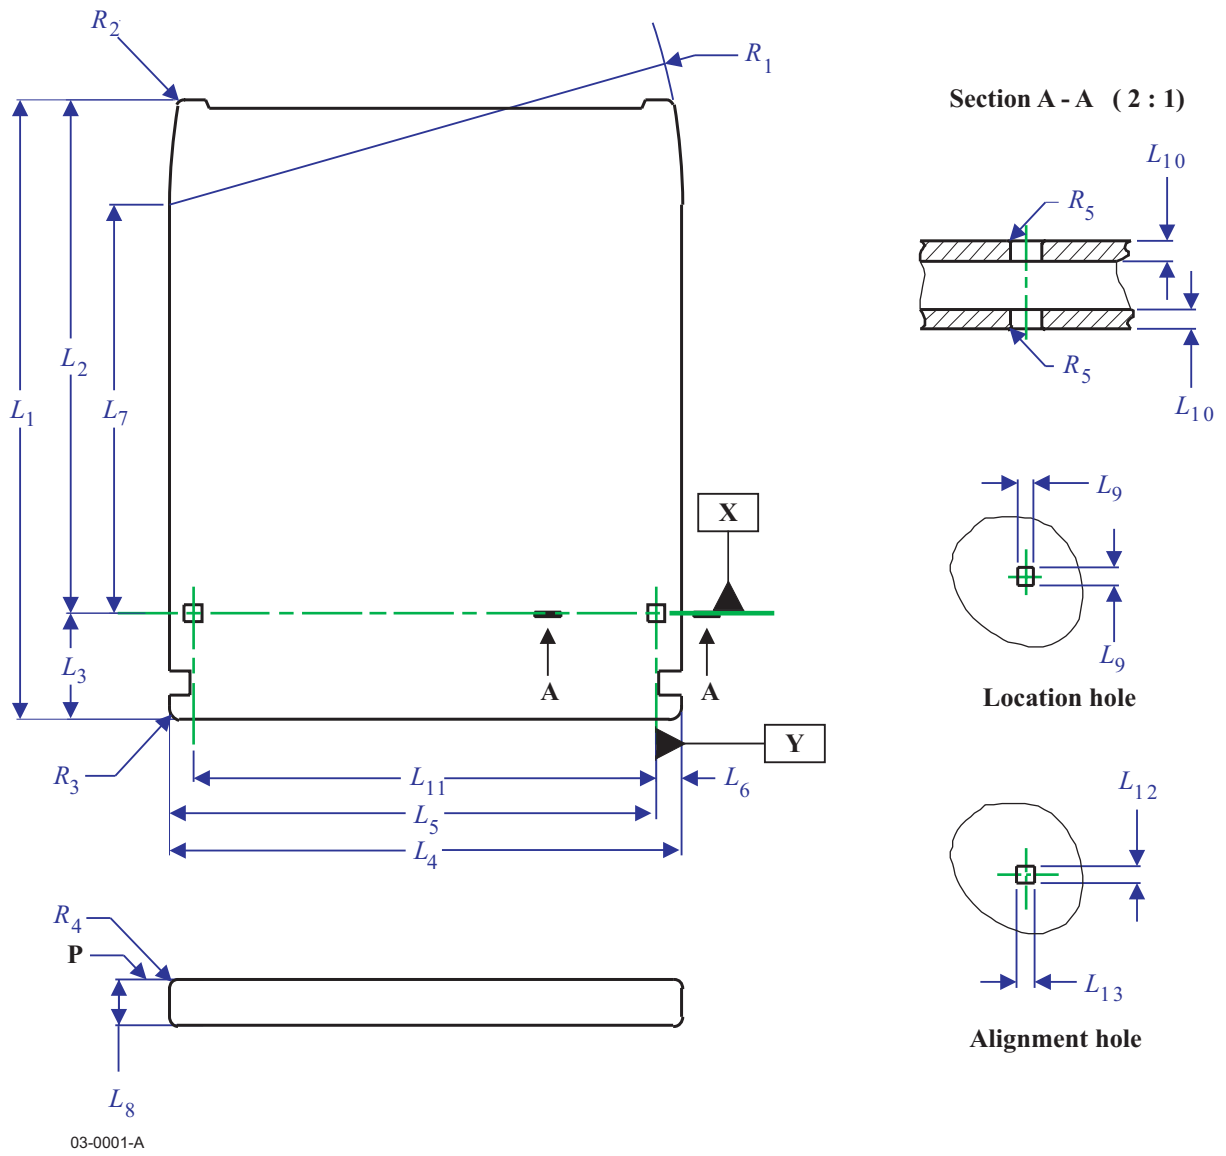 R2
R1
Section A - A ( 2 : 1)
L10
R5
L2
L1
L7
R5
L10
X
L9
L3
A
A
L9
Location hole
R3
Y
L11
L6
L5
L4
L12
R4
P
L13
Alignment hole
L8
03-0001-A